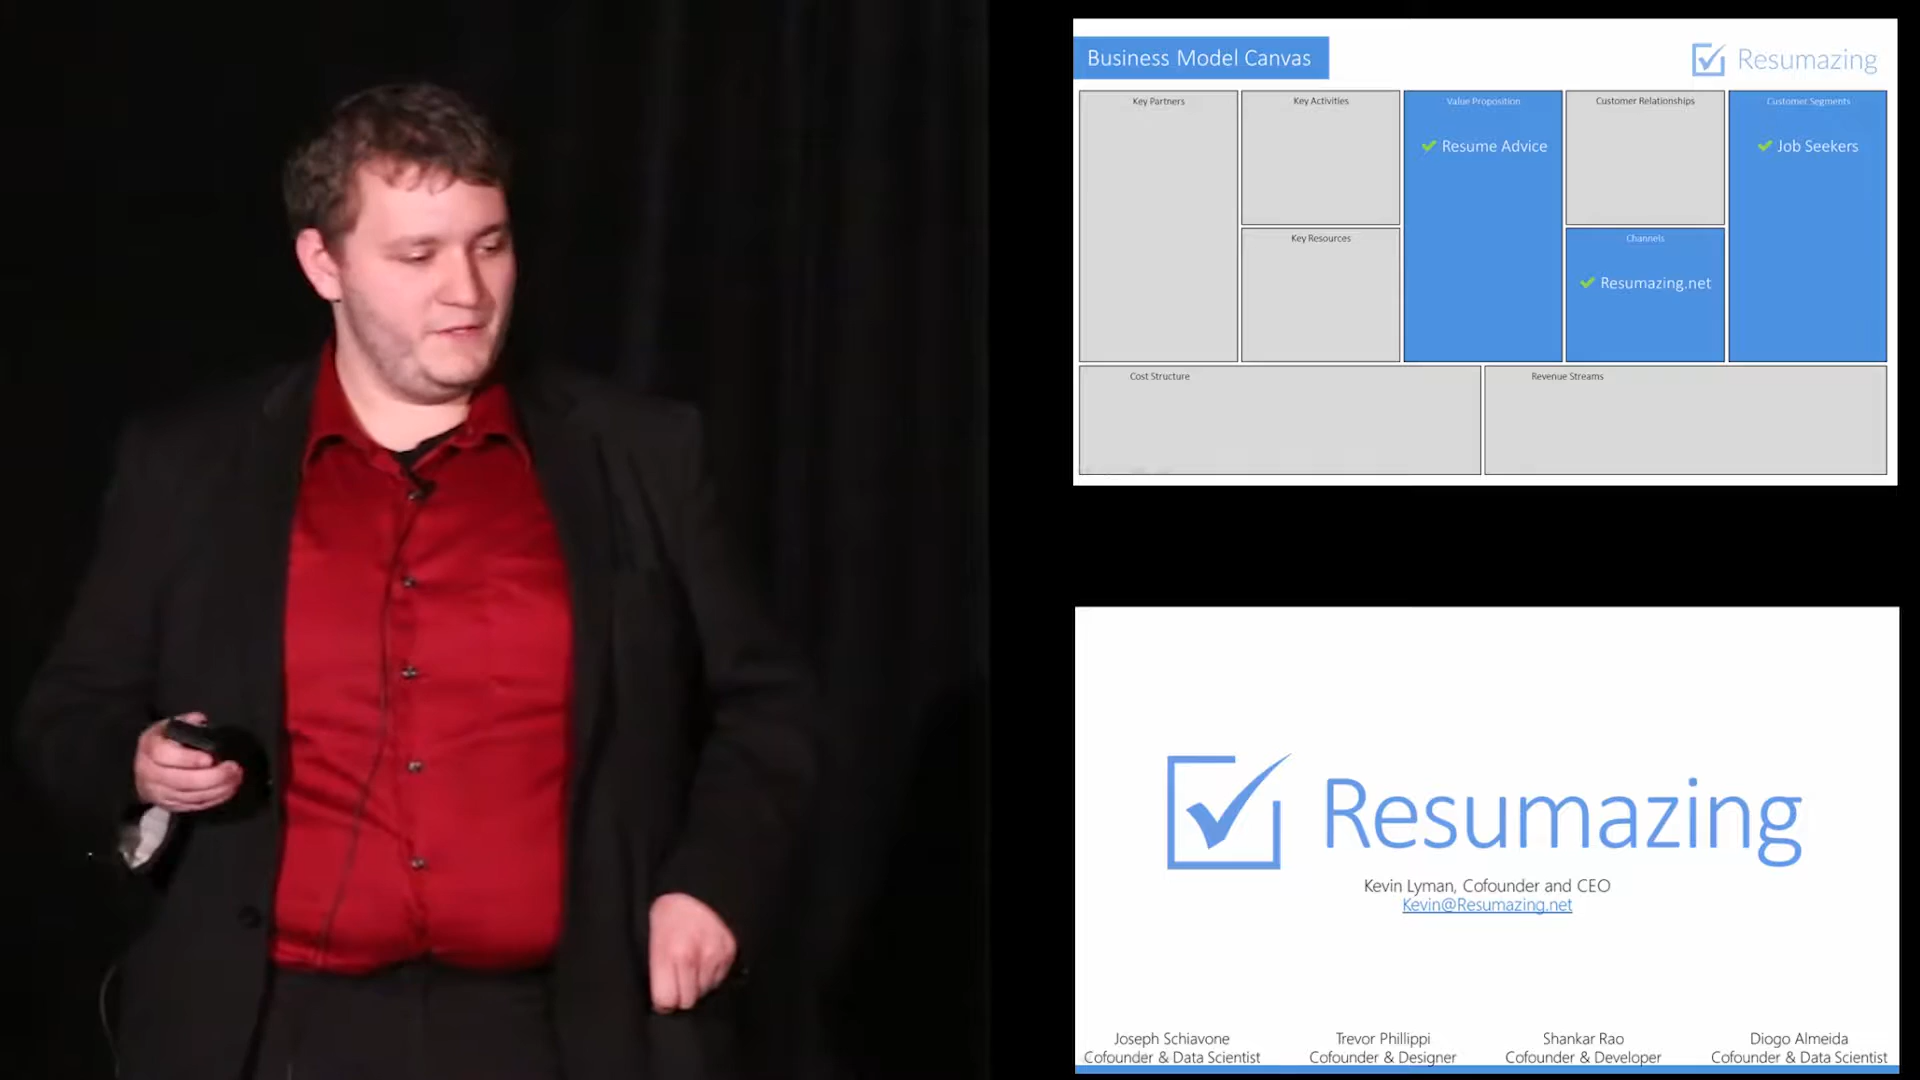 Business Model Canvas
Resumazing
Key Partners
Key Activities
Value Proposition
Customer Relationships
Customer Segments
Resume Advice
Job Seekers
Key Resources
Channels
Resumazing.net
Cost Structure
Revenue Streams
Resumazing
Kevin Lyman, Cofounder and CEO
Kevin@Resumazing.net
Joseph Schiavone
Cofounder & Data Scientist
Trevor Phillippi
Cofounder & Designer
Shankar Rao
Cofounder & Developer
Diogo Almeida
Cofounder & Data Scientist